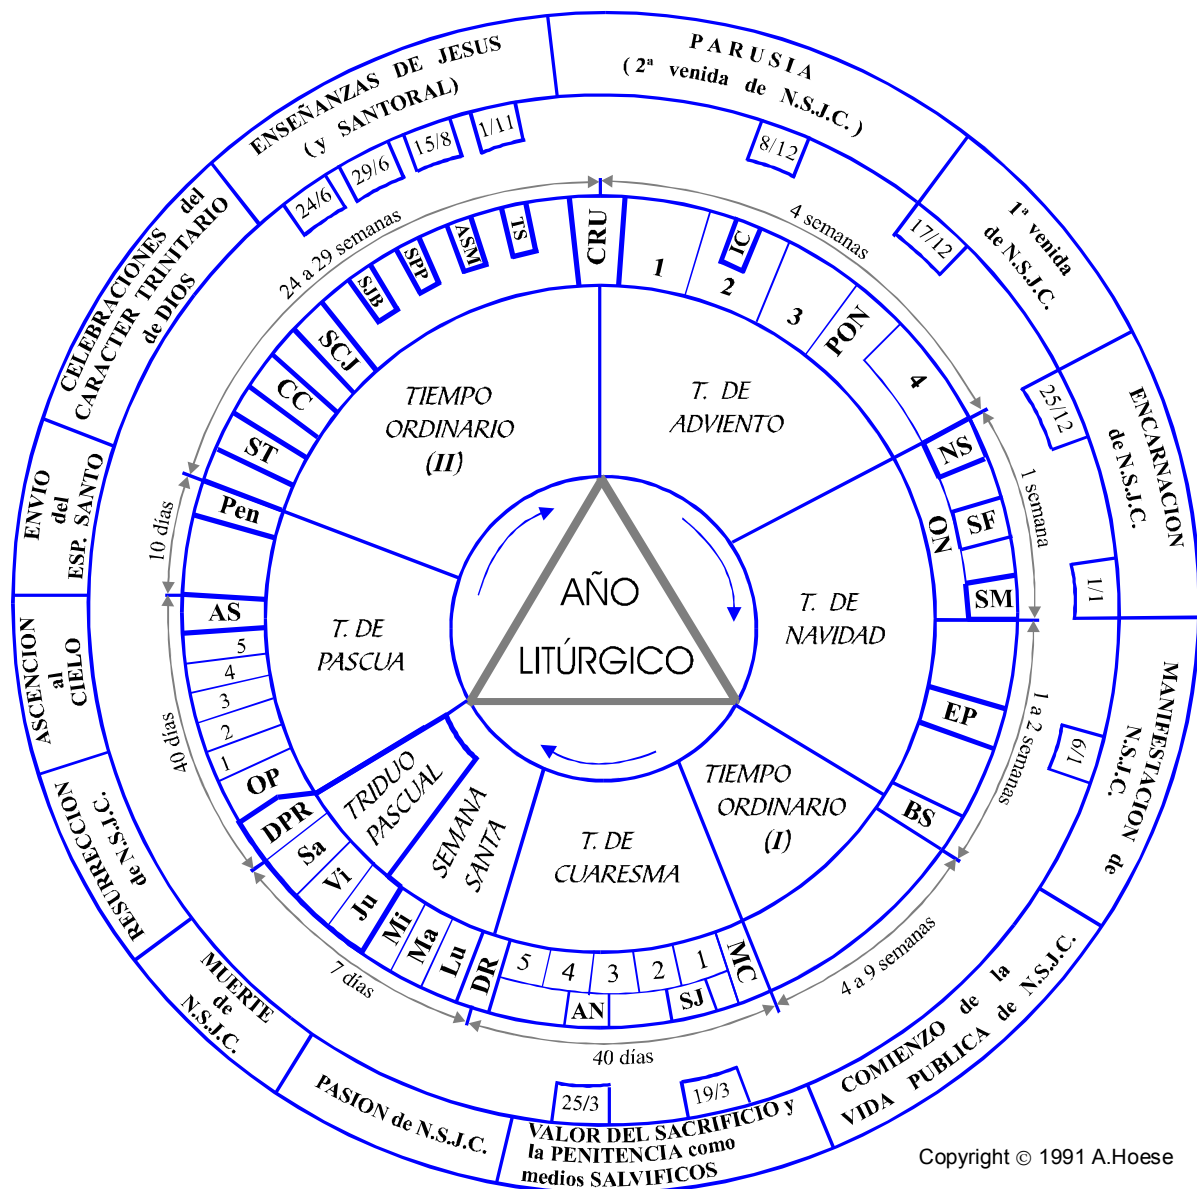 PARUSIA
( 2ª venida de N.S.J.C. )
1ª venida
de N.S.J.C.
ENCARNACION
de N.S.J.C.
MANIFESTACION de
N.S.J.C.
COMIENZO de la
VIDA PUBLICA de N.S.J.C.
VALOR DEL SACRIFICIO y
la PENITENCIA como
medios SALVIFICOS
PASION de N.S.J.C.
MUERTE
de
N.S.J.C.
RESURRECCION
de N.S.J.C.
ASCENCION
al
CIELO
ENVIO
del
ESP. SANTO
CELEBRACIONES del
CARACTER TRINITARIO
de DIOS
ENSEÑANZAS DE JESUS
( y SANTORAL)
8/12
17/12
25/12
1/1
6/1
19/3
25/3
24/6
29/6
15/8
1/11
4 semanas
1 semana
1 a 2 semanas
4 a 9 semanas
40 días
7 días
40 días
10 días
24 a 29 semanas
CRU
1
IC
2
3
PON
4
NS
ON
SF
SM
EP
BS
MC
1
SJ
2
3
AN
4
5
DR
Lu
Ma
Mi
Ju
Vi
Sa
DPR
OP
1
2
3
4
5
AS
Pen
ST
CC
SCJ
SJB
SPP
ASM
TS
T. DE
ADVIENTO
T. DE
NAVIDAD
TIEMPO
ORDINARIO
(I)
T. DE
CUARESMA
SEMANA
SANTA
TRIDUO
PASCUAL
T. DE
PASCUA
TIEMPO
ORDINARIO
(II)
AÑO
LITÚRGICO
Copyright © 1991 A.Hoese